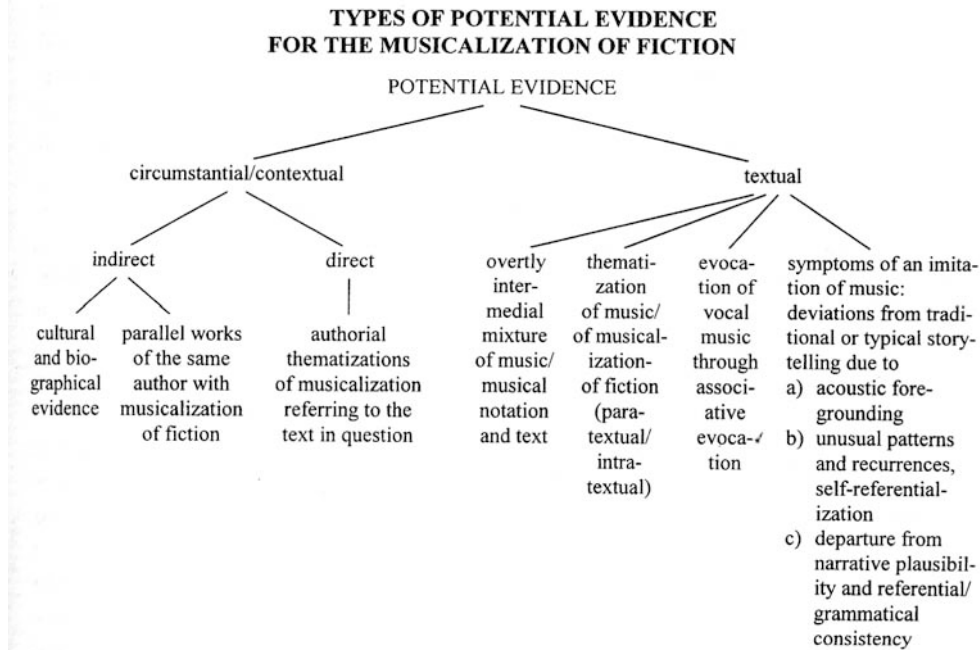 TYPES OF POTENTIAL EVIDENCE
FOR THE MUSICALIZATION OF FICTION
POTENTIAL EVIDENCE
circumstantial/contextual
textual
indirect
direct
cultural
and bio-
graphical
evidence
parallel works
of the same
author with
musicalization
of fiction
authorial
thematizations
of musicalization
referring to the
text in question
overtly
inter-
medial
mixture
of music/
musical
notation
and text
themati-
zation
of music/
of musical-
ization-
of fiction
(para-
textual/
intra-
textual)
evoca-
tion of
vocal
music
through
associ-
ative
evoca-
tion
symptoms of an imita-
tion of music:
deviations from tradi-
tional or typical story-
telling due to
a) acoustic fore-
grounding
b) unusual patterns
and recurrences,
self-referential-
ization
c) departure from
narrative plausibil-
ity and referential/
grammatical
consistency